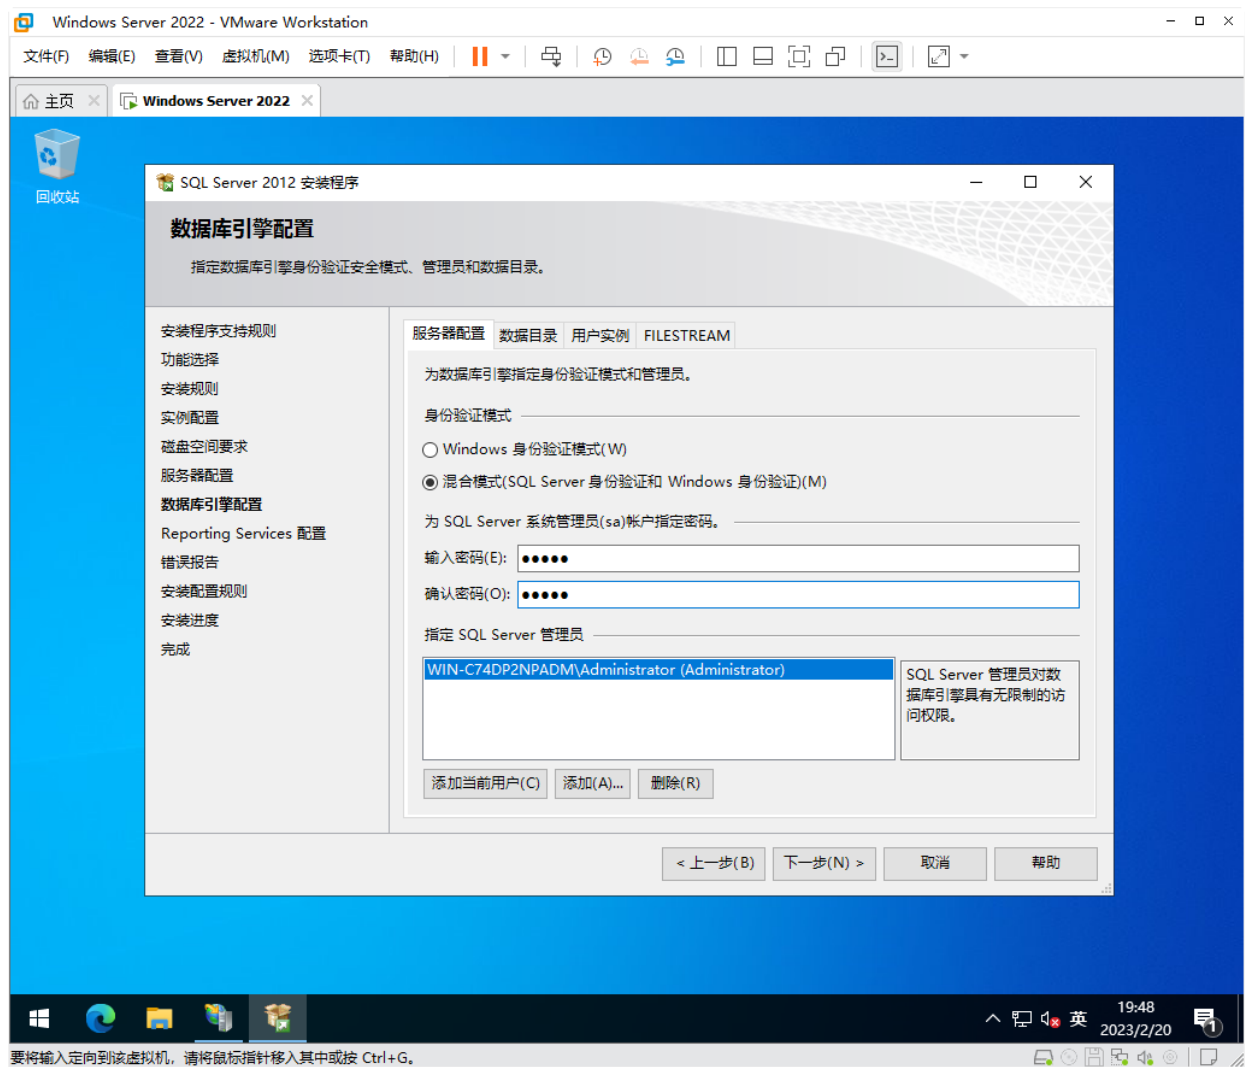 Windows Server 2022 - VMware Workstation
文件(F) 编辑(E) 查看(V) 虚拟机(M) 选项卡(T) 帮助(H)
主页
Windows Server 2022
回收站
SQL Server 2012 安装程序
数据库引擎配置
指定数据库引擎身份验证安全模式、管理员和数据目录。
安装程序支持规则
功能选择
安装规则
实例配置
磁盘空间要求
服务器配置
数据库引擎配置
Reporting Services 配置
错误报告
安装配置规则
安装进度
完成
服务器配置 数据目录 用户实例 FILESTREAM
为数据库引擎指定身份验证模式和管理员。
身份验证模式
Windows 身份验证模式(W)
混合模式(SQL Server 身份验证和 Windows 身份验证)(M)
为 SQL Server 系统管理员(sa)帐户指定密码。
输入密码(E): ●●●●●
确认密码(O): ●●●●●
指定 SQL Server 管理员
WIN-C74DP2NPADM\Administrator (Administrator)
SQL Server 管理员对数
据库引擎具有无限制的访
问权限。
添加当前用户(C) 添加(A)... 删除(R)
< 上一步(B) 下一步(N) > 取消 帮助
英
19:48
2023/2/20
1
要将输入定向到该虚拟机，请将鼠标指针移入其中或按 Ctrl+G。